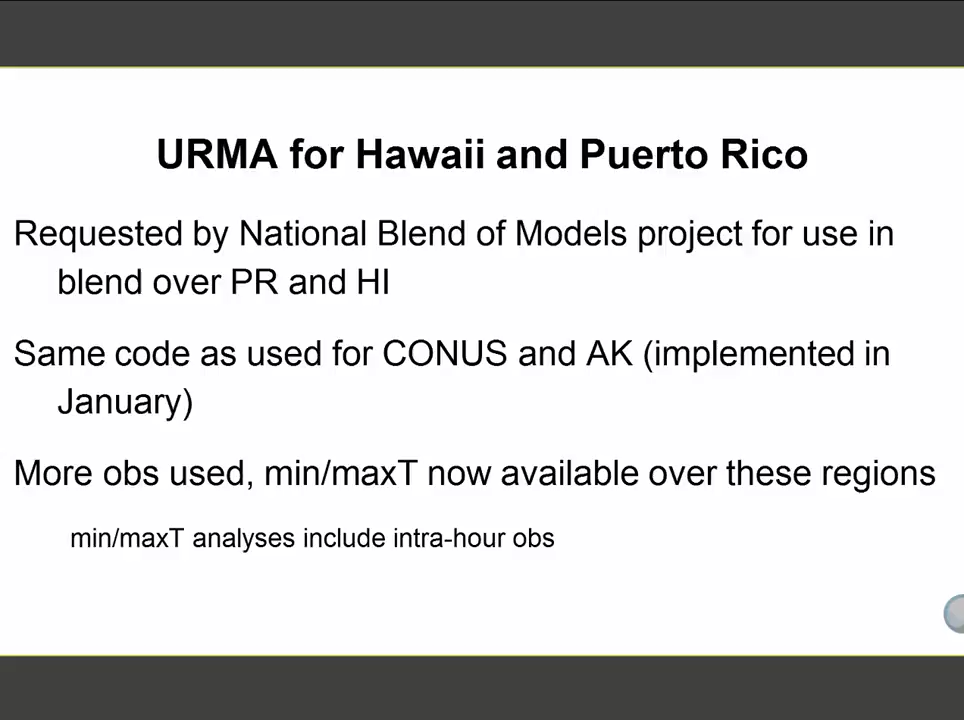 URMA for Hawaii and Puerto Rico
Requested by National Blend of Models project for use in
blend over PR and HI
Same code as used for CONUS and AK (implemented in
January)
More obs used, min/maxT now available over these regions
min/maxT analyses include intra-hour obs